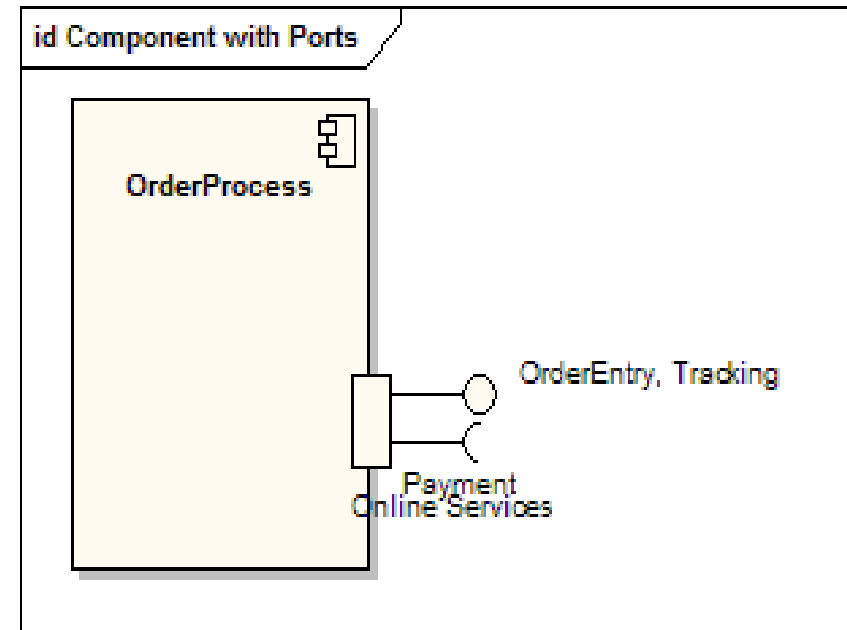 id Component with Ports
OrderProcess
OrderEntry, Tracking
Payment
Online Services